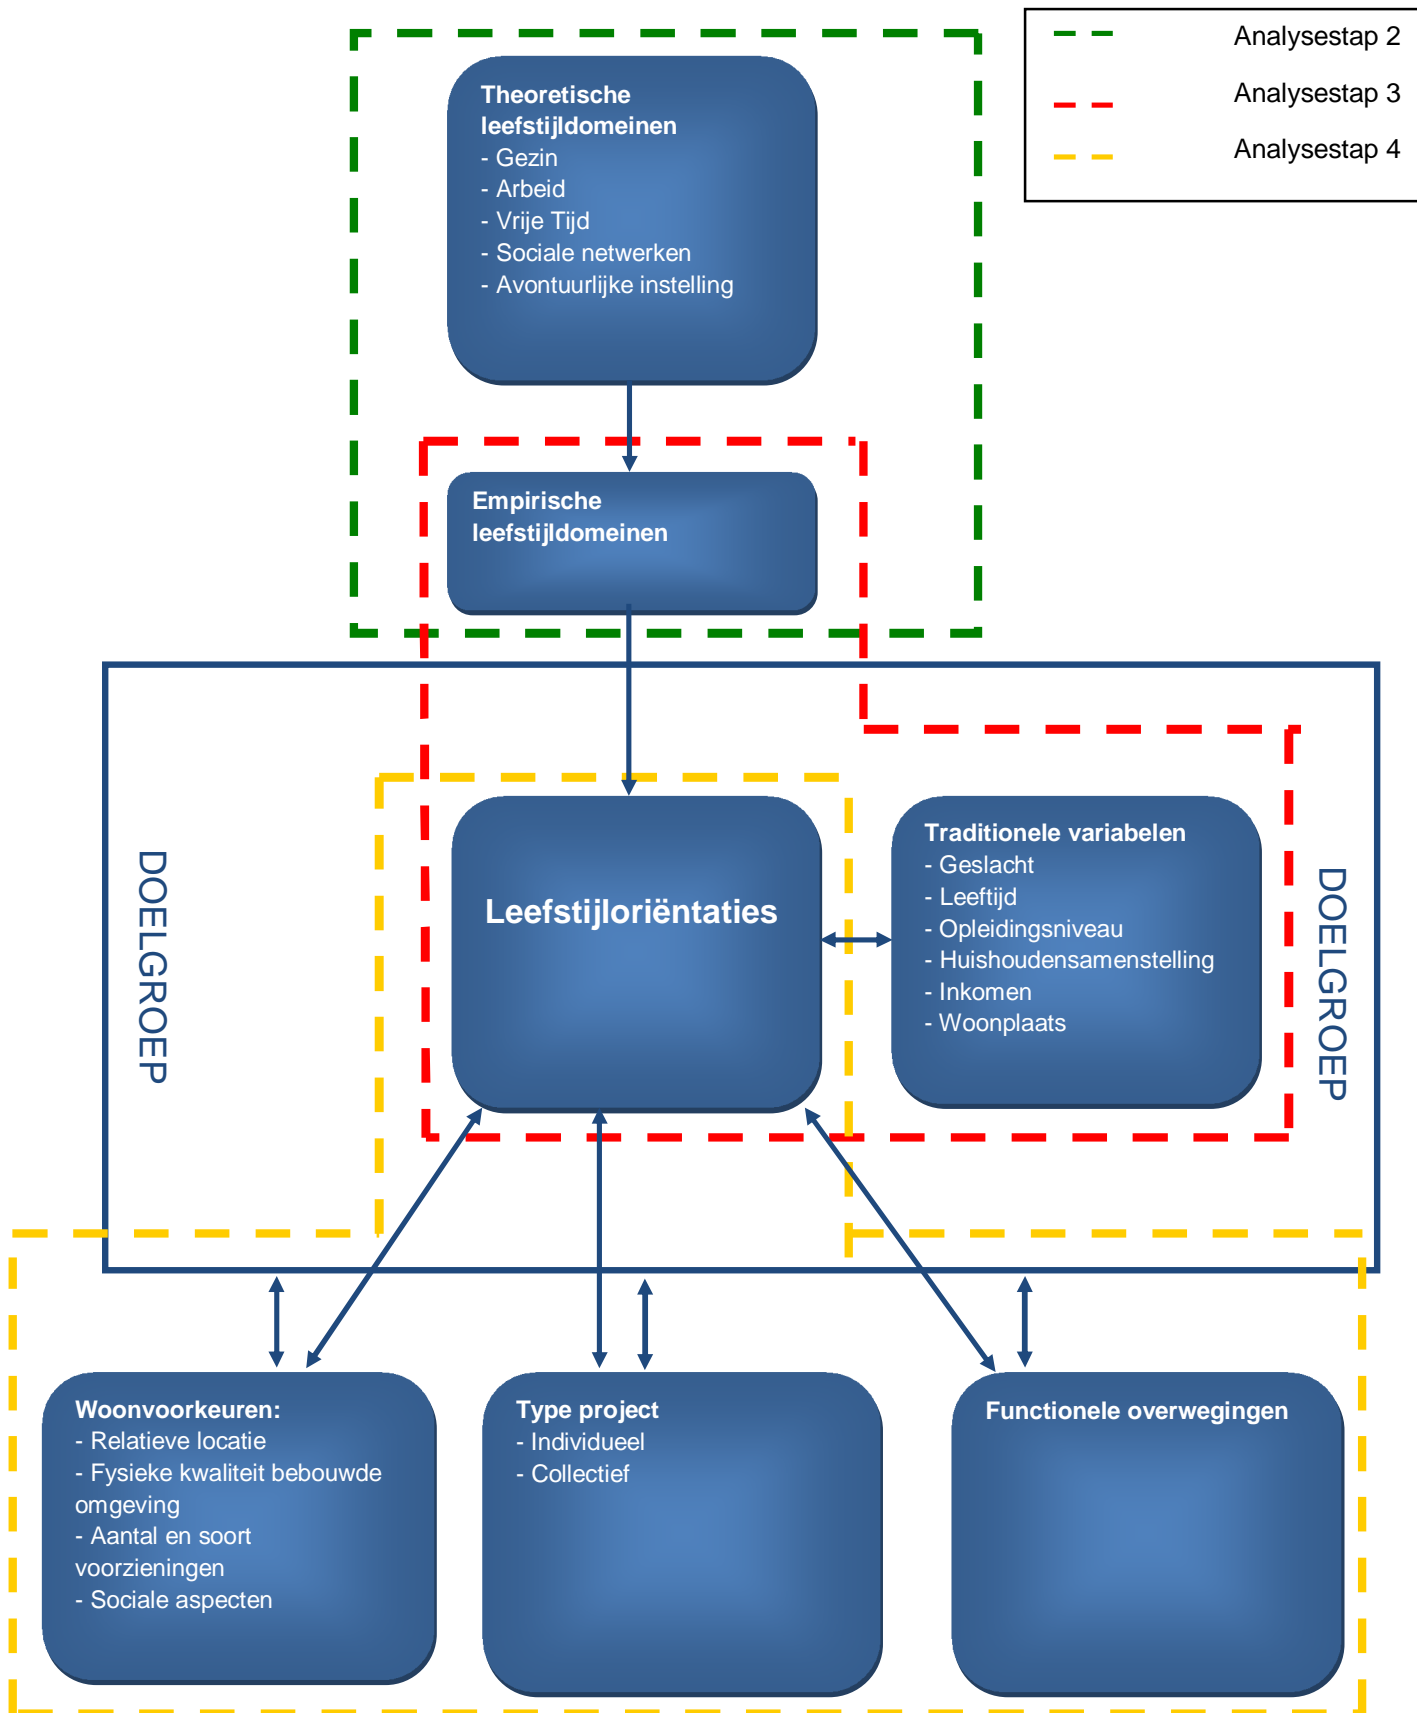 Analysestap 2
Analysestap 3
Analysestap 4
Theoretische
leefstijldomeinen
- Gezin
- Arbeid
- Vrije Tijd
- Sociale netwerken
- Avontuurlijke instelling
Empirische
leefstijldomeinen
DOELGROEP
Leefstijloriëntaties
Traditionele variabelen
- Geslacht
- Leeftijd
- Opleidingsniveau
- Huishoudensamenstelling
- Inkomen
- Woonplaats
DOELGROEP
Woonvoorkeuren:
- Relatieve locatie
- Fysieke kwaliteit bebouwde
omgeving
- Aantal en soort
voorzieningen
- Sociale aspecten
Type project
- Individueel
- Collectief
Functionele overwegingen